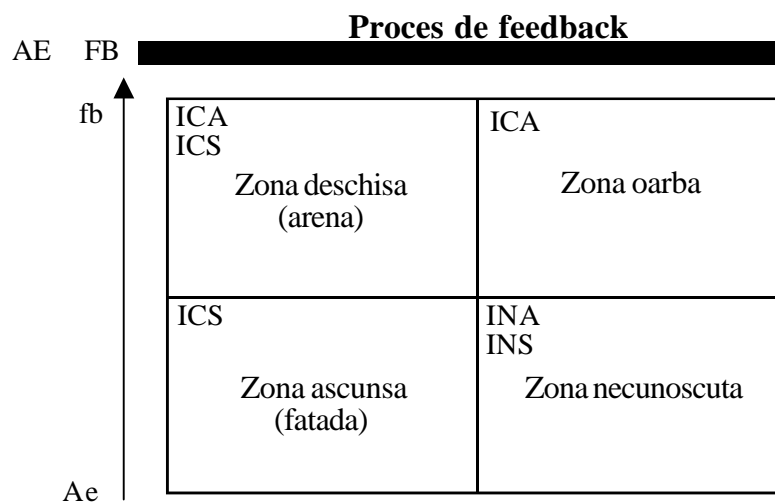 Proces de feedback
AE FB
fb
ICA
ICS
Zona deschisa
(arena)
ICA
Zona oarba
ICS
Zona ascunsa
(fatada)
INA
INS
Zona necunoscuta
Ae